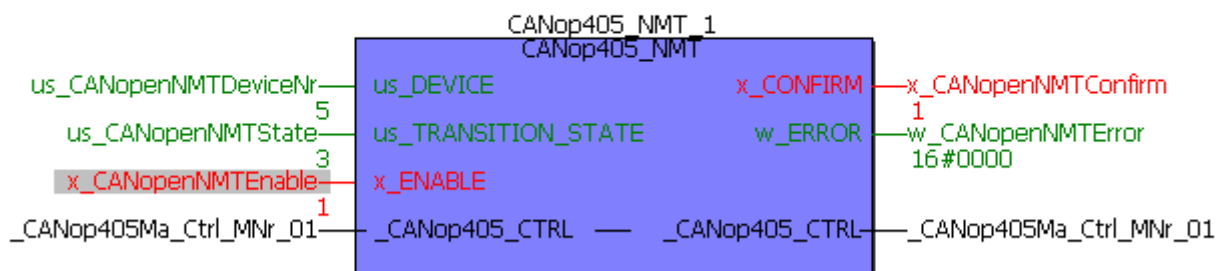 CANop405_NMT_1
CANop405_NMT
us_CANopenNMTDeviceNr us_DEVICE x_CONFIRM x_CANopenNMTConfirm
5 1
us_CANopenNMTState us_TRANSITION_STATE w_ERROR w_CANopenNMTError
3 16#0000
x_CANopenNMTEnable x_ENABLE
1
_CANop405Ma_Ctrl_MNr_01 _CANop405_CTRL _CANop405_CTRL _CANop405Ma_Ctrl_MNr_01